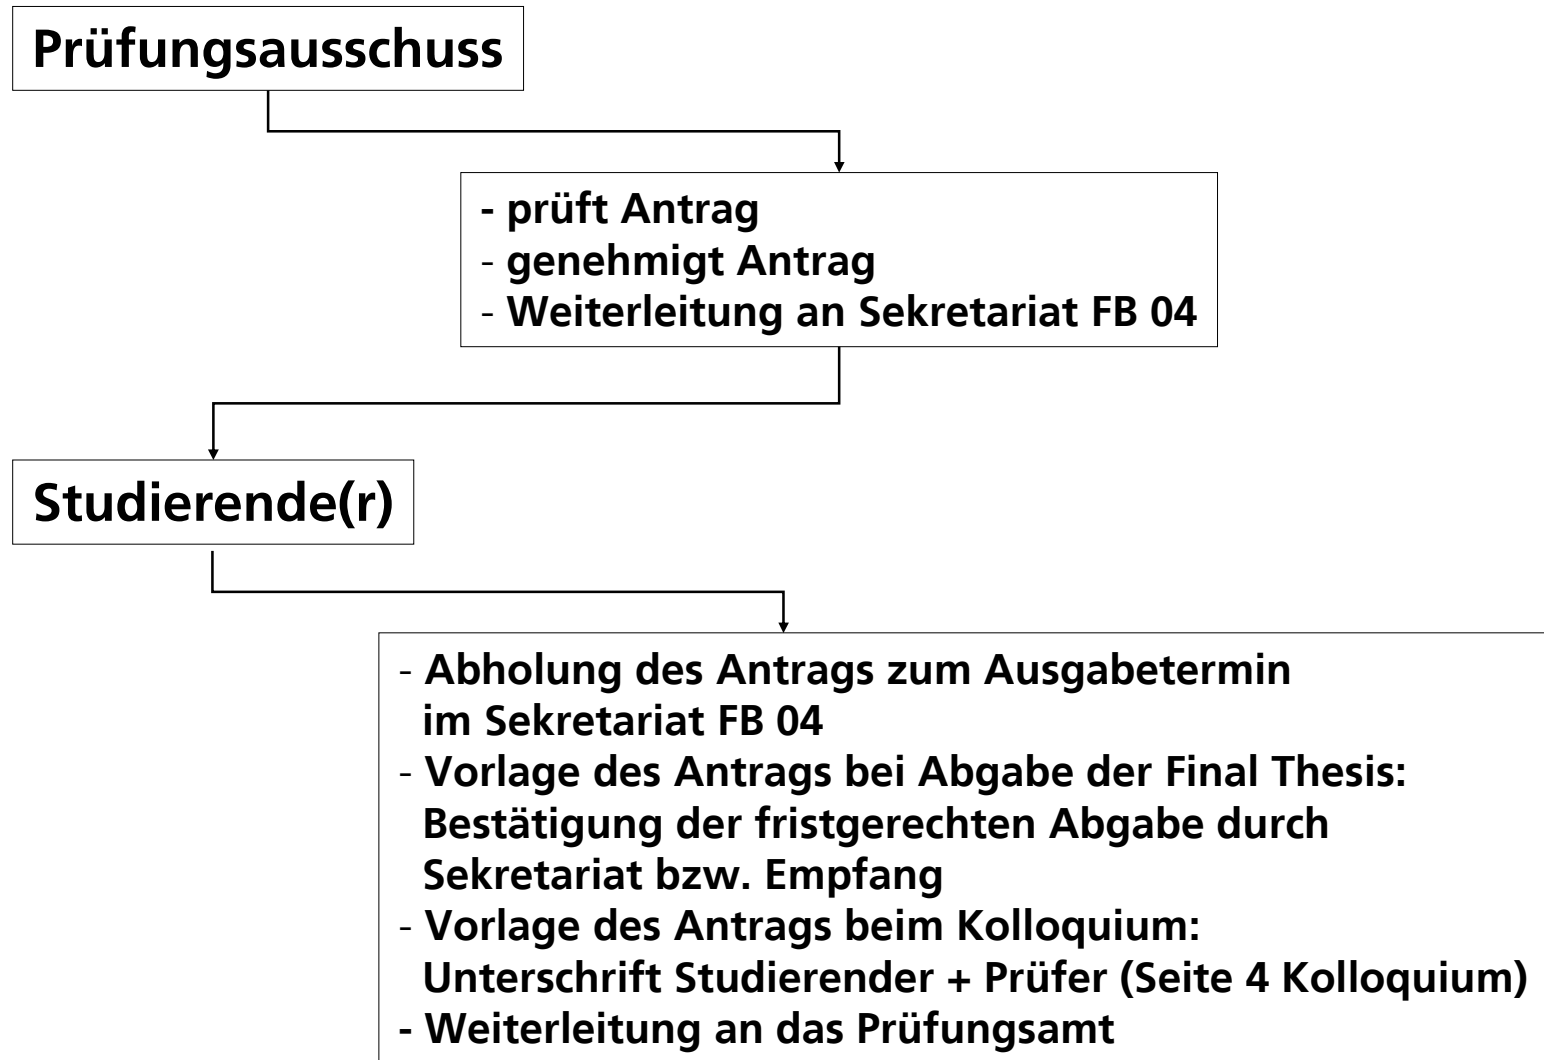 Prüfungsausschuss
- prüft Antrag
- genehmigt Antrag
- Weiterleitung an Sekretariat FB 04
Studierende(r)
- Abholung des Antrags zum Ausgabetermin
im Sekretariat FB 04
- Vorlage des Antrags bei Abgabe der Final Thesis:
Bestätigung der fristgerechten Abgabe durch
Sekretariat bzw. Empfang
- Vorlage des Antrags beim Kolloquium:
Unterschrift Studierender + Prüfer (Seite 4 Kolloquium)
- Weiterleitung an das Prüfungsamt